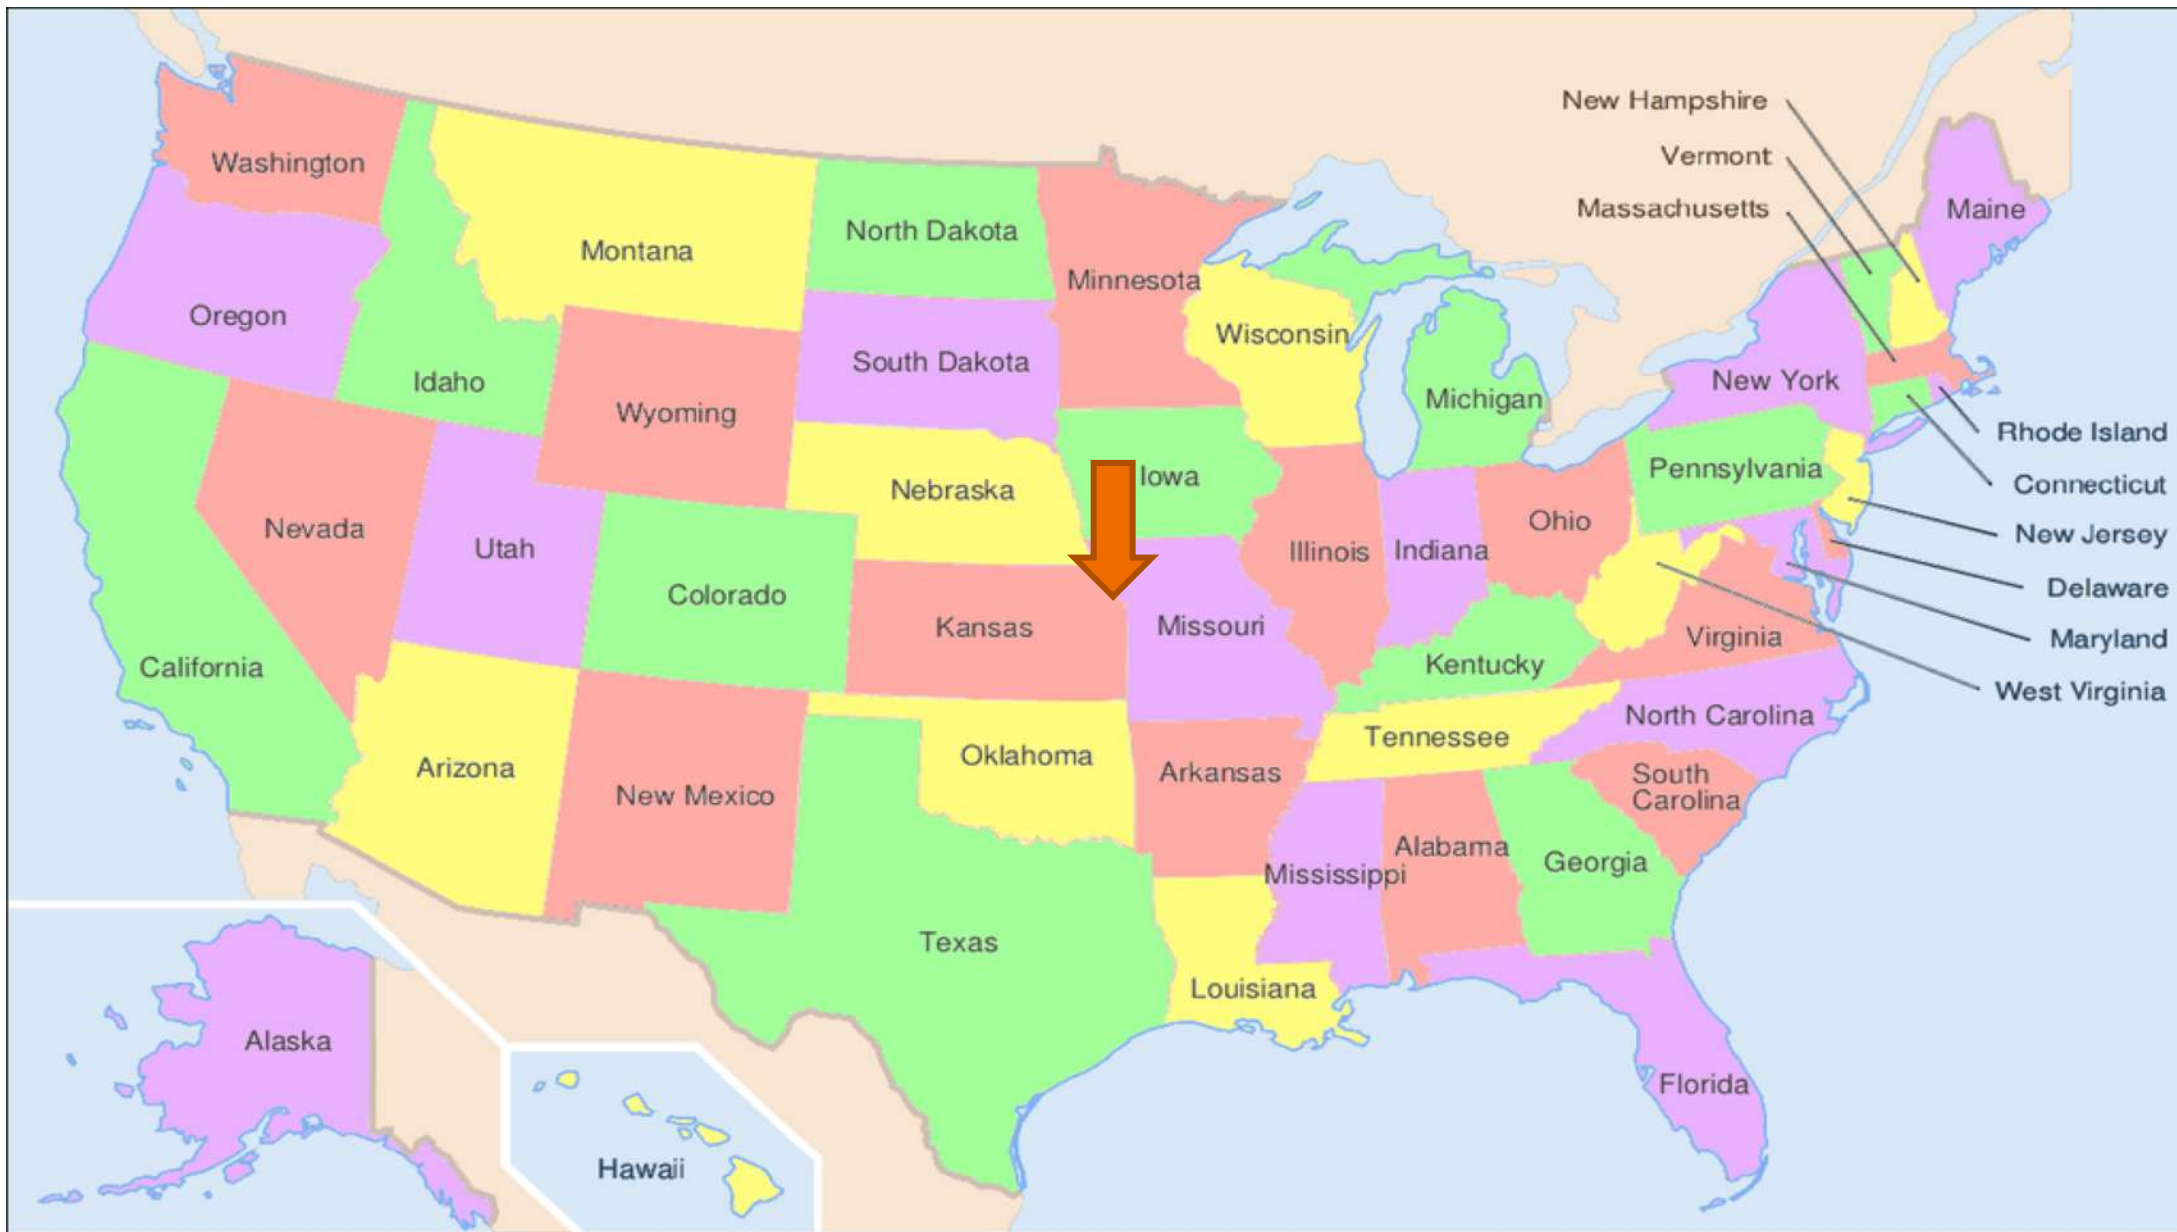 New Hampshire
Vermont
Massachusetts
Washington
Maine
Montana
North Dakota
Minnesota
Oregon
Wisconsin
South Dakota
Idaho
New York
Michigan
Wyoming
Rhode Island
Pennsylvania
Iowa
Connecticut
Nebraska
Ohio
Nevada
New Jersey
Utah
Illinois
Indiana
Delaware
Colorado
Kansas
Missouri
Virginia
Maryland
California
Kentucky
West Virginia
North Carolina
Tennessee
Oklahoma
Arizona
Arkansas
South
Carolina
New Mexico
Alabama
Georgia
Mississippi
Texas
Louisiana
Alaska
Florida
Hawaii